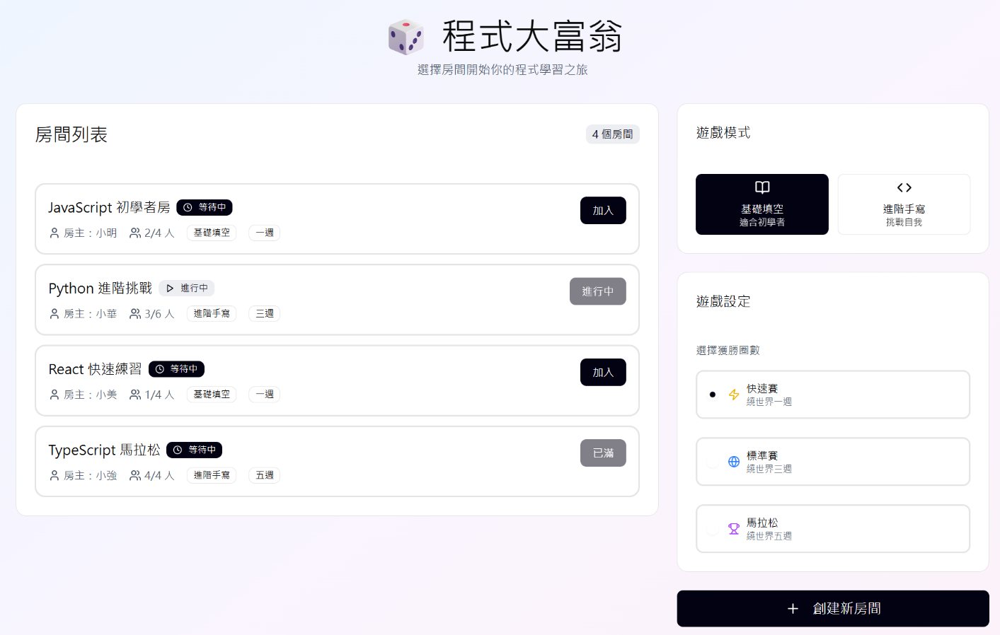 程式大富翁
選擇房間開始你的程式學習之旅
房間列表
4 個房間
JavaScript 初學者房
等待中
房主：小明
2/4 人
基礎填空
一週
加入
Python 進階挑戰
進行中
房主：小華
3/6 人
進階手寫
三週
進行中
React 快速練習
等待中
房主：小美
1/4 人
基礎填空
一週
加入
TypeScript 馬拉松
等待中
房主：小強
4/4 人
進階手寫
五週
已滿
遊戲模式
基礎填空
適合初學者
進階手寫
挑戰自我
遊戲設定
選擇獲勝圈數
快速賽
繞世界一週
標準賽
繞世界三週
馬拉松
繞世界五週
創建新房間